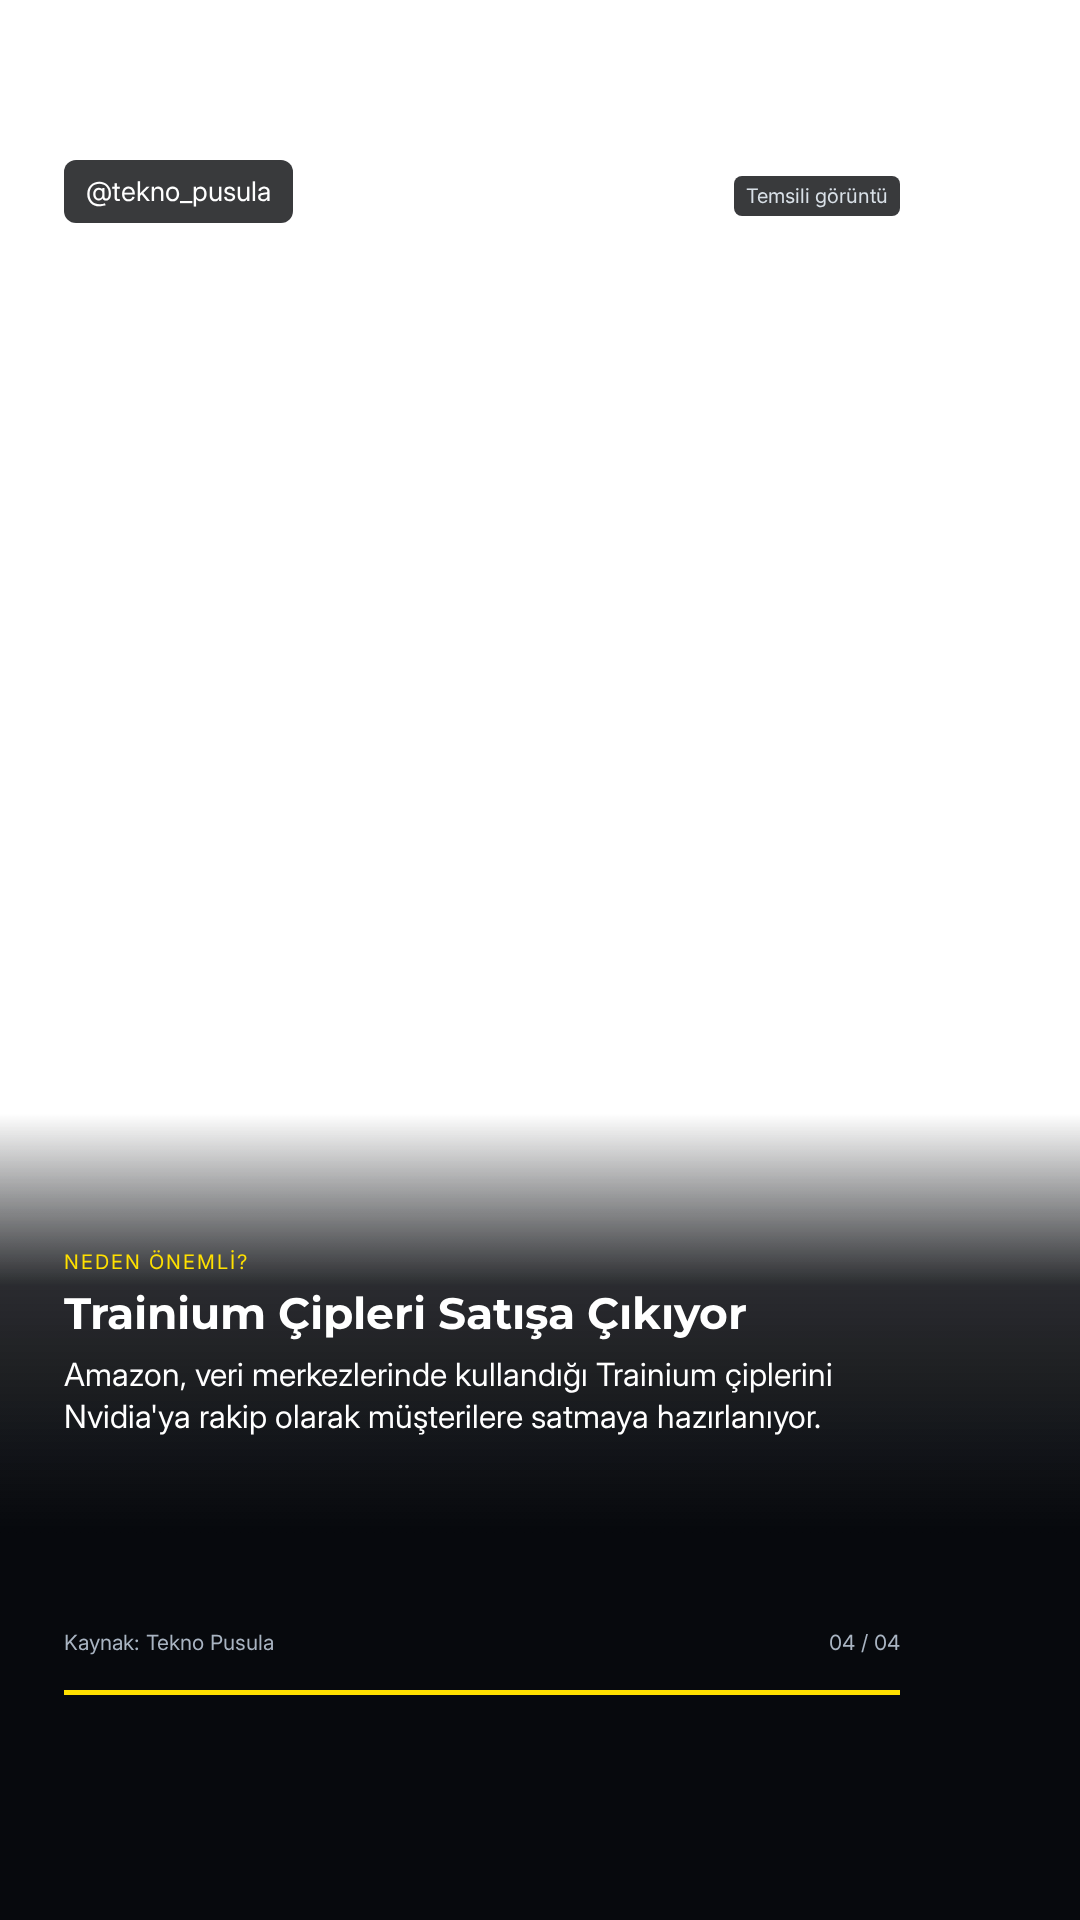 @tekno_pusula
Temsili görüntü
NEDEN ÖNEMLİ?
Trainium Çipleri Satışa Çıkıyor
Amazon, veri merkezlerinde kullandığı Trainium çiplerini
Nvidia'ya rakip olarak müşterilere satmaya hazırlanıyor.
Kaynak: Tekno Pusula
04 / 04